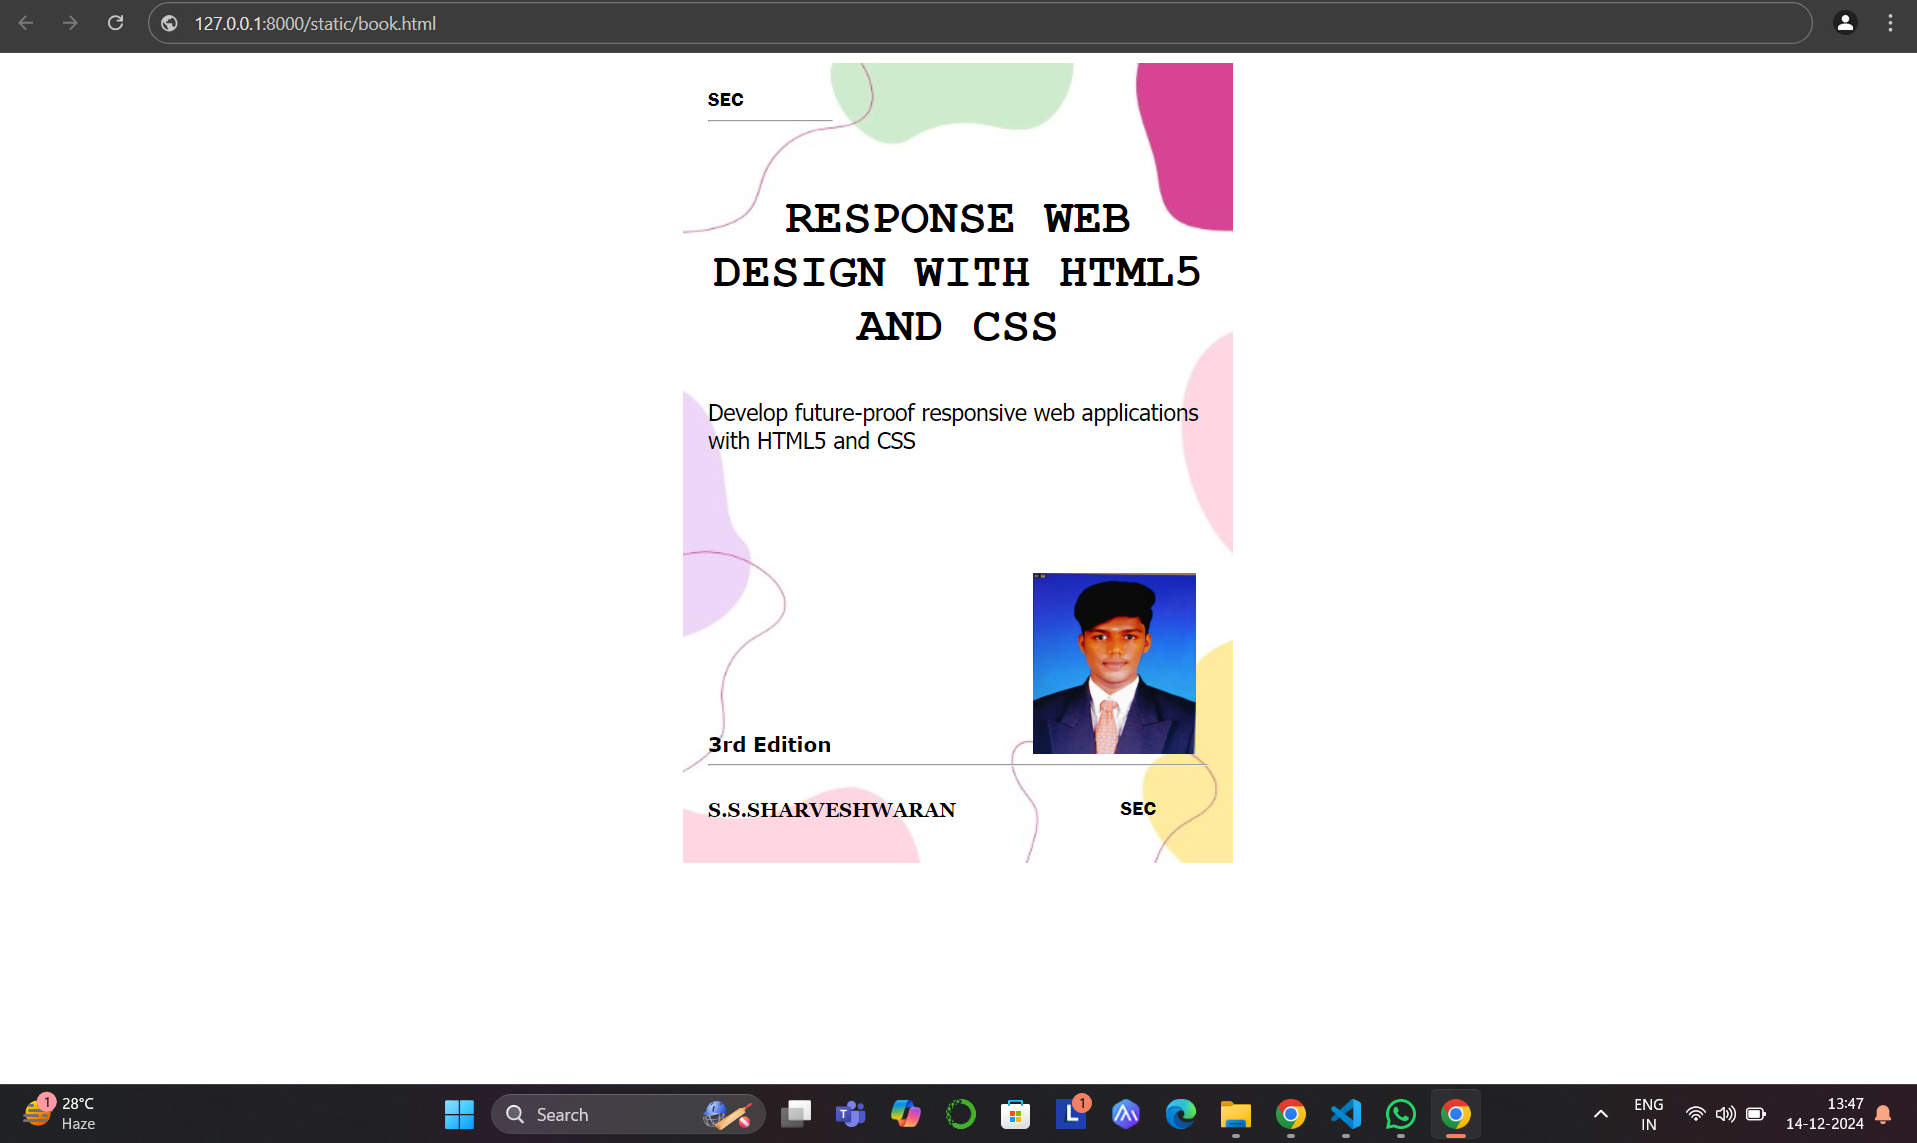 127.0.0.1:8000/static/book.html
SEC
RESPONSE WEB
DESIGN WITH HTML5
AND CSS
Develop future-proof responsive web applications
with HTML5 and CSS
3rd Edition
S.S.SHARVESHWARAN
SEC
1
28°C
Haze
Search
T
L
1
ENG
IN
13:47
14-12-2024